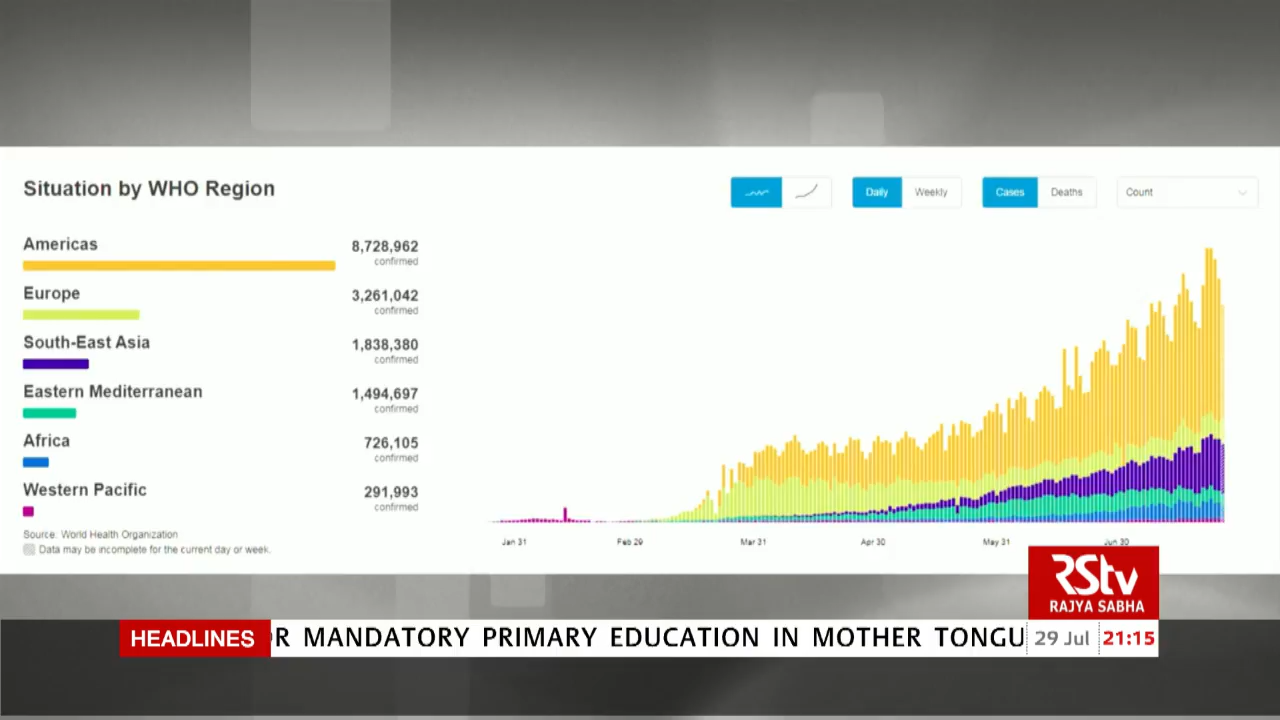 Situation by WHO Region
Daily
Weekly
Cases
Deaths
Count
Americas
8,728,962
confirmed
Europe
3,261,042
confirmed
South-East Asia
1,838,380
confirmed
Eastern Mediterranean
1,494,697
confirmed
Africa
726,105
confirmed
Western Pacific
291,993
confirmed
Source: World Health Organization
Data may be incomplete for the current day or week.
Jan 31
Feb 29
Mar 31
Apr 30
May 31
Jun 30
RSTV
RAJYA SABHA
HEADLINES
R MANDATORY PRIMARY EDUCATION IN MOTHER TONGU
29 Jul
21:15